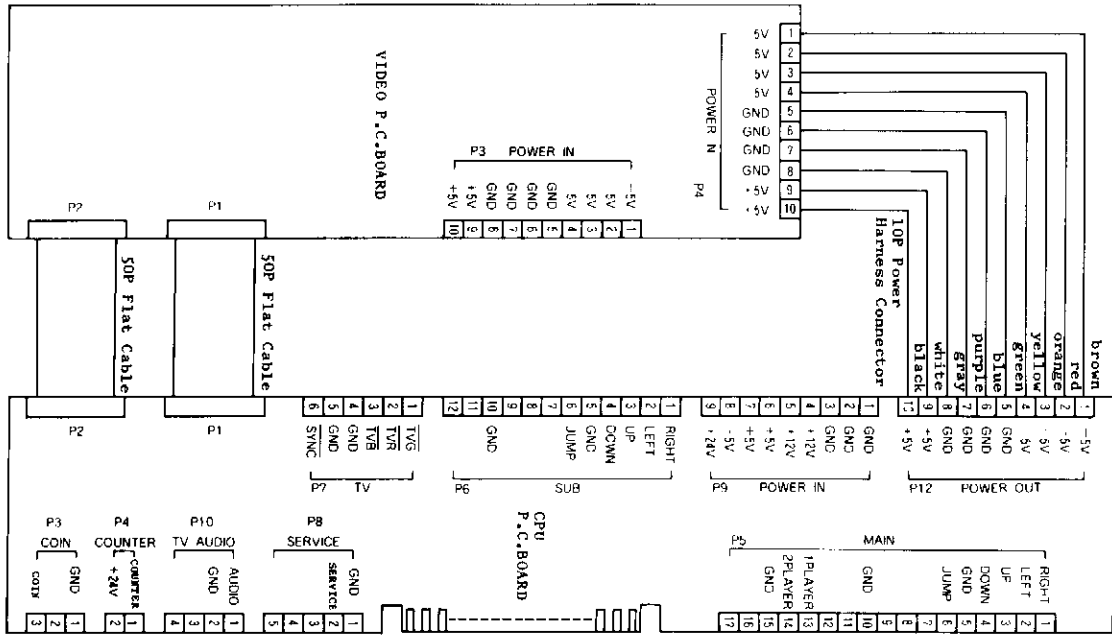 VIDEO P.C.BOARD
5V 1
5V 2
5V 3
5V 4
GND 5
GND 6
GND 7
GND 8
+5V 9
+5V 10
POWER IN
P4
P3 POWER IN
+5V +5V GND GND GND GND 5V 5V 5V -5V
10 9 8 7 6 5 4 3 2 1
P2
P1
50P Flat Cable
50P Flat Cable
10P Power
Harness Connector
black
white
gray
purple
blue
green
yellow
orange
red
brown
P2
P1
6 5 4 3 2 1
SYNC GND GND TVB TVR TVG
P7 TV
12 11 10 9 8 7 6 5 4 3 2 1
GND JUMP GND DOWN UP LEFT RIGHT
P6 SUB
9 8 7 6 5 4 3 2 1
+24V -5V +5V +5V +12V +12V GND GND GND
P9 POWER IN
10 9 8 7 6 5 4 3 2 1
+5V +5V GND GND GND GND 5V -5V -5V -5V
P12 POWER OUT
CPU
P.C.BOARD
P3
COIN
COIN GND
3 2 1
P4
COUNTER
+24V COUNTER
2 1
P10
TV AUDIO
GND AUDIO
4 3 2 1
P8
SERVICE
SERVICE GND
5 4 3 2 1
P5 MAIN
GND 2PLAYER 1PLAYER GND JUMP GND DOWN UP LEFT RIGHT
17 16 15 14 13 12 11 10 9 8 7 6 5 4 3 2 1